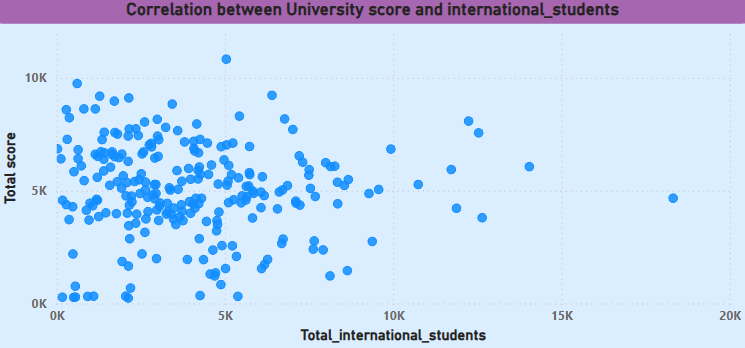 Correlation between University score and international_students
10K
5K
0K
Total score
0K
5K
10K
15K
20K
Total_international_students